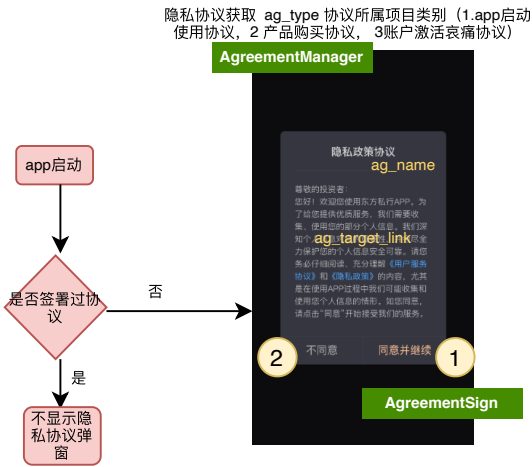 隐私协议获取 ag_type 协议所属项目类别（1.app启动
使用协议，2 产品购买协议， 3账户激活哀痛协议）
AgreementManager
app启动
是否签署过协
议
否
是
不显示隐
私协议弹
窗
隐私政策协议
ag_name
尊敬的投资者：
您好！欢迎您使用东方私行APP，为
了给您提供优质服务、我们需要收
集、使用您的部分个人信息。我们深
知个
ag_target_link
性，
尽全
力保护您的个人信息安全可靠。请您
务必仔细阅读、充分理解《用户服务
协议》和《隐私政策》的内容，尤其
是在使用APP过程中我们可能收集和
使用您个人信息的情形。如您同意，
请点击“同意”开始接受我们的服务。
2
不同意
同意并继续
1
AgreementSign